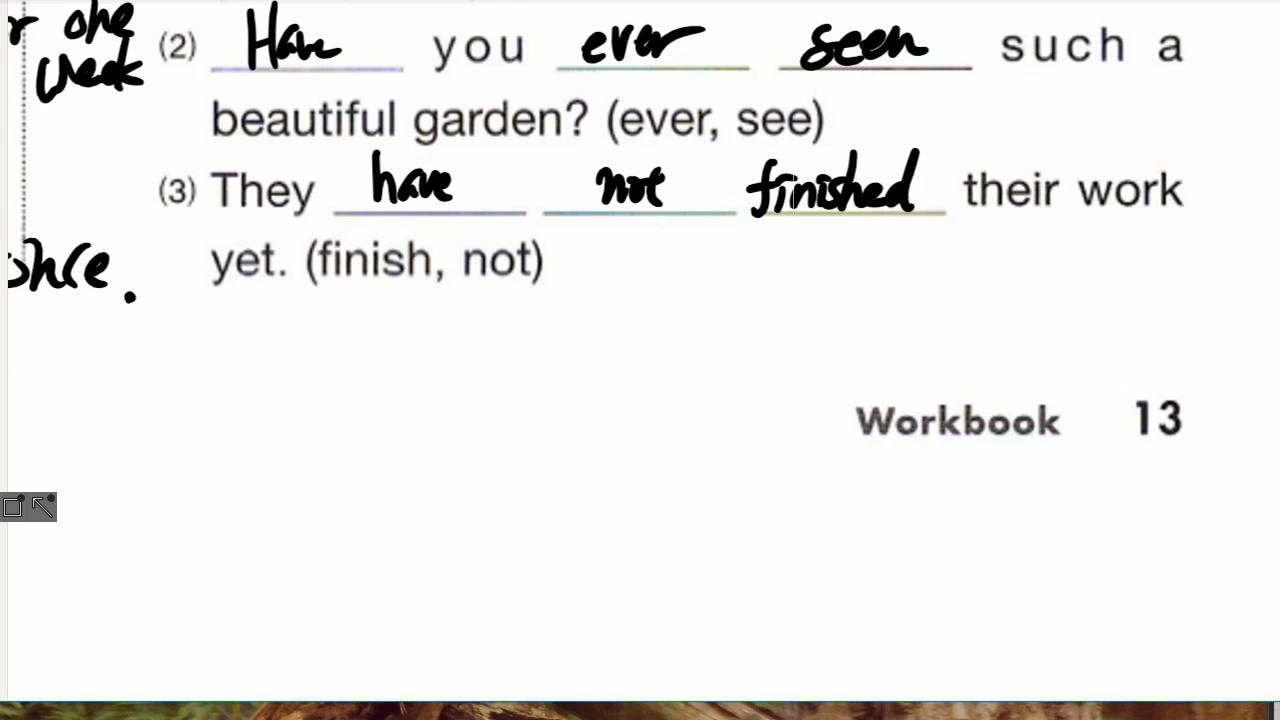 one
week
(2) Have you ever seen such a
beautiful garden? (ever, see)
(3) They have not finished their work
yet. (finish, not)
once.
Workbook 13